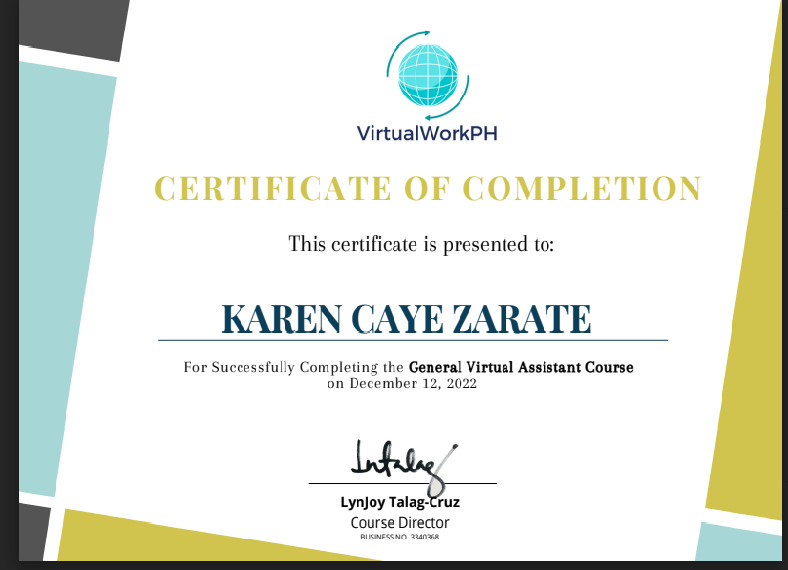 VirtualWorkPH
CERTIFICATE OF COMPLETION
This certificate is presented to:
KAREN CAYE ZARATE
For Successfully Completing the General Virtual Assistant Course
on December 12, 2022
LynJoy Talag-Cruz
Course Director
BUSINESS NO. 3340368